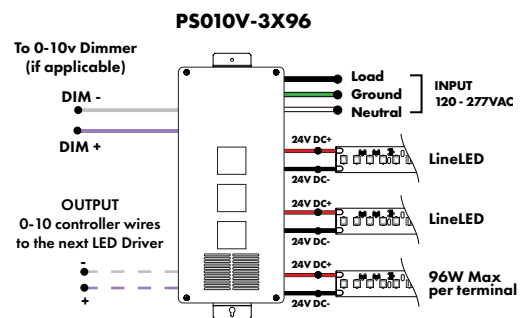 PS010V-3X96
To 0-10v Dimmer
(if applicable)
DIM -
DIM +
OUTPUT
0-10 controller wires
to the next LED Driver
-
+
Load
Ground
Neutral
INPUT
120 - 277VAC
24V DC+
24V DC-
LineLED
24V DC+
24V DC-
LineLED
24V DC+
24V DC-
96W Max
per terminal